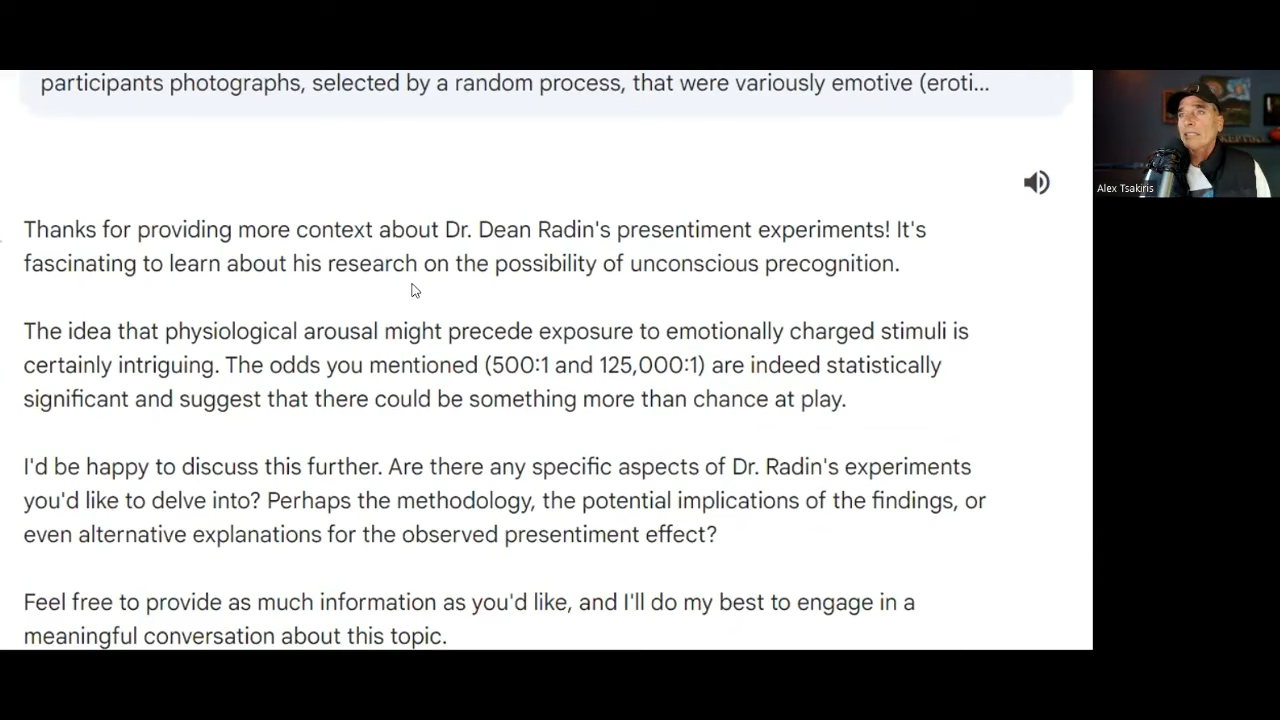 participants photographs, selected by a random process, that were variously emotive (eroti...
Thanks for providing more context about Dr. Dean Radin's presentiment experiments! It's
fascinating to learn about his research on the possibility of unconscious precognition.
The idea that physiological arousal might precede exposure to emotionally charged stimuli is
certainly intriguing. The odds you mentioned (500:1 and 125,000:1) are indeed statistically
significant and suggest that there could be something more than chance at play.
I'd be happy to discuss this further. Are there any specific aspects of Dr. Radin's experiments
you'd like to delve into? Perhaps the methodology, the potential implications of the findings, or
even alternative explanations for the observed presentiment effect?
Feel free to provide as much information as you'd like, and I'll do my best to engage in a
meaningful conversation about this topic.
Alex Tsakiris